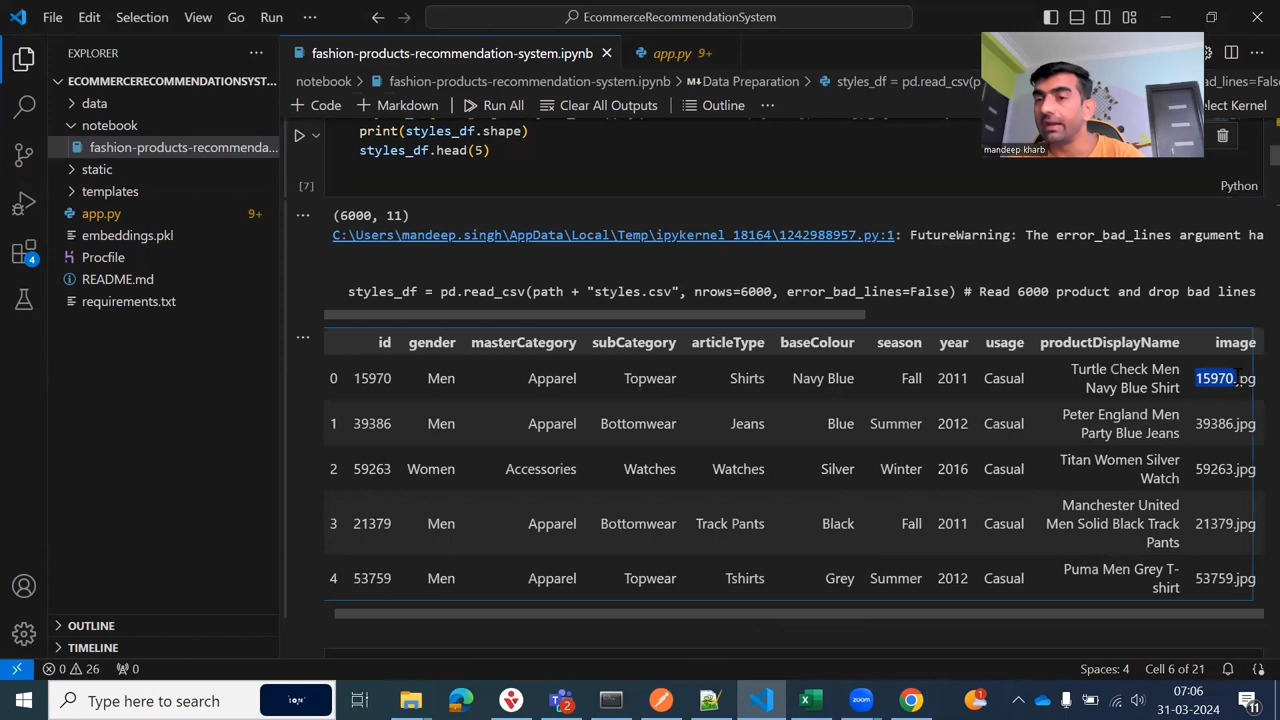 File Edit Selection View Go Run ···
EcommerceRecommendationSystem
EXPLORER
ECOMMERCERECOMMENDATIONSYST...
data
notebook
fashion-products-recommenda...
static
templates
app.py 9+
embeddings.pkl
Procfile
README.md
requirements.txt
OUTLINE
TIMELINE
4
fashion-products-recommendation-system.ipynb
app.py 9+
notebook > fashion-products-recommendation-system.ipynb > Data Preparation > styles_df = pd.read_csv(p
ad_lines=Fals
+ Code + Markdown Run All Clear All Outputs Outline ···
elect Kernel
mandeep kharb
print(styles_df.shape)
styles_df.head(5)
[7]
Python
(6000, 11)
C:\Users\mandeep.singh\AppData\Local\Temp\ipykernel_18164\1242988957.py:1: FutureWarning: The error_bad_lines argument ha
styles_df = pd.read_csv(path + "styles.csv", nrows=6000, error_bad_lines=False) # Read 6000 product and drop bad lines
id gender masterCategory subCategory articleType baseColour season year usage productDisplayName image
0 15970 Men Apparel Topwear Shirts Navy Blue Fall 2011 Casual Turtle Check Men Navy Blue Shirt 15970.jpg
1 39386 Men Apparel Bottomwear Jeans Blue Summer 2012 Casual Peter England Men Party Blue Jeans 39386.jpg
2 59263 Women Accessories Watches Watches Silver Winter 2016 Casual Titan Women Silver Watch 59263.jpg
3 21379 Men Apparel Bottomwear Track Pants Black Fall 2011 Casual Manchester United Men Solid Black Track Pants 21379.jpg
4 53759 Men Apparel Topwear Tshirts Grey Summer 2012 Casual Puma Men Grey T-shirt 53759.jpg
0 26 0
Spaces: 4 Cell 6 of 21
Type here to search
2
1
07:06
31-03-2024
11